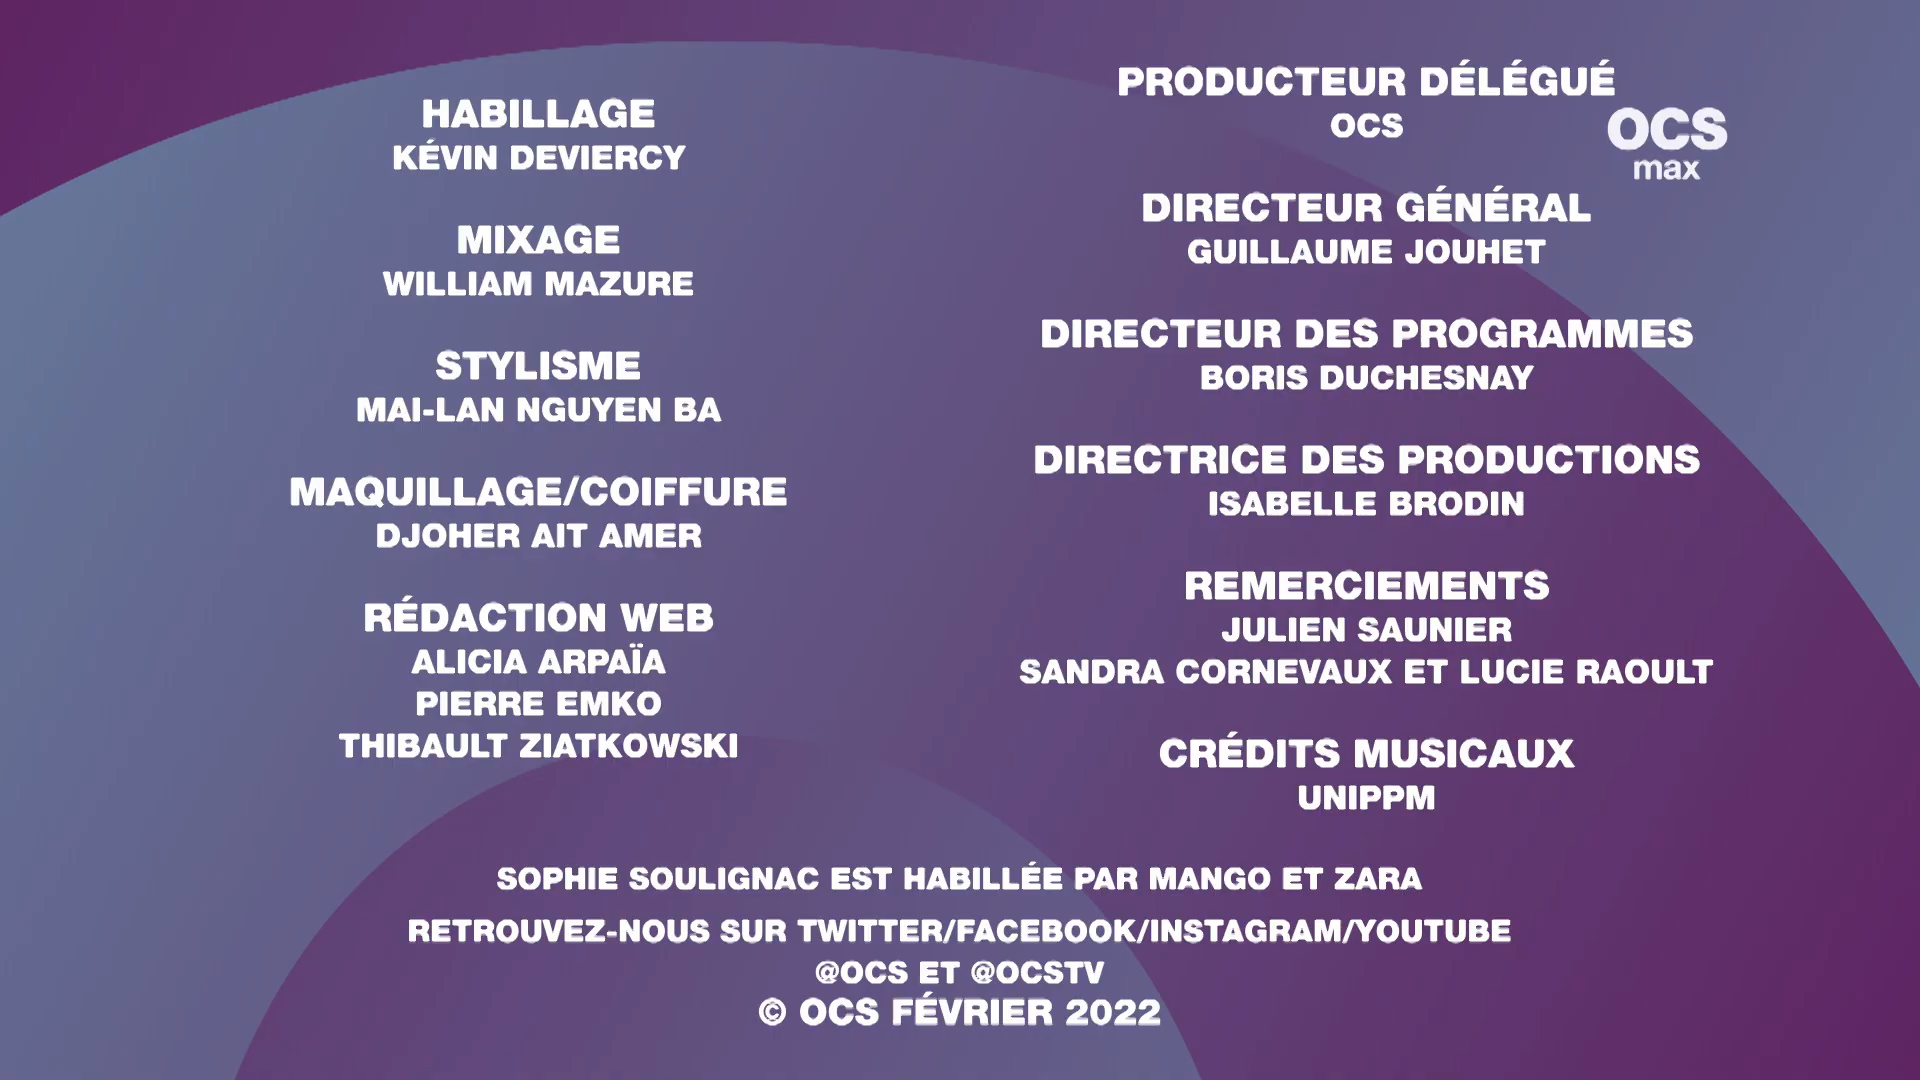 HABILLAGE
KÉVIN DEVIERCY
MIXAGE
WILLIAM MAZURE
STYLISME
MAI-LAN NGUYEN BA
MAQUILLAGE/COIFFURE
DJOHER AIT AMER
RÉDACTION WEB
ALICIA ARPAÏA
PIERRE EMKO
THIBAULT ZIATKOWSKI
PRODUCTEUR DÉLÉGUÉ
OCS
OCS
max
DIRECTEUR GÉNÉRAL
GUILLAUME JOUHET
DIRECTEUR DES PROGRAMMES
BORIS DUCHESNAY
DIRECTRICE DES PRODUCTIONS
ISABELLE BRODIN
REMERCIEMENTS
JULIEN SAUNIER
SANDRA CORNEVAUX ET LUCIE RAOULT
CRÉDITS MUSICAUX
UNIPPM
SOPHIE SOULIGNAC EST HABILLÉE PAR MANGO ET ZARA
RETROUVEZ-NOUS SUR TWITTER/FACEBOOK/INSTAGRAM/YOUTUBE
@OCS ET @OCSTV
© OCS FÉVRIER 2022